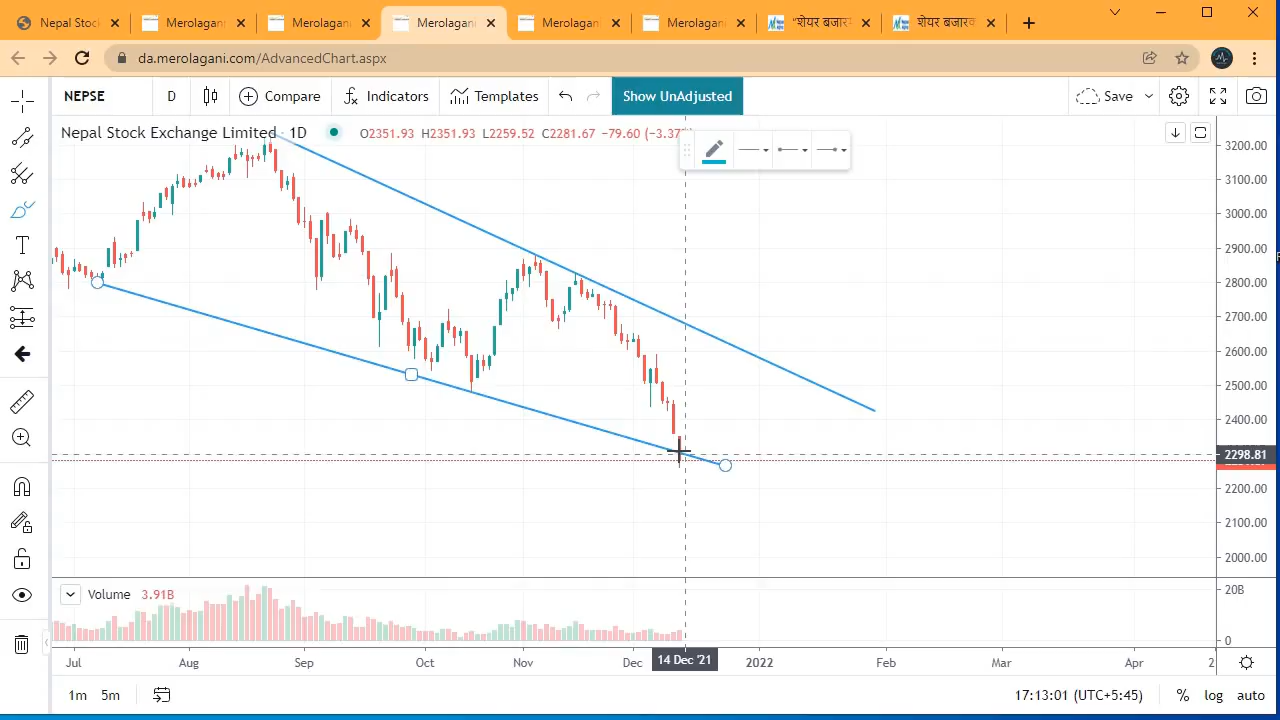 Nepal Stoc
Merolagani
Merolagani
Merolagani
Merolagani
Merolagani
"शेयर बजारम
शेयर बजारक
da.merolagani.com/AdvancedChart.aspx
NEPSE D Compare Indicators Templates Show UnAdjusted Save
Nepal Stock Exchange Limited · 1D O2351.93 H2351.93 L2259.52 C2281.67 −79.60 (−3.37%
3200.00
3100.00
3000.00
2900.00
2800.00
2700.00
2600.00
2500.00
2400.00
2298.81
2200.00
2100.00
2000.00
Volume 3.91B
20B
0
Jul Aug Sep Oct Nov Dec 14 Dec '21 2022 Feb Mar Apr 2
1m 5m 17:13:01 (UTC+5:45) % log auto